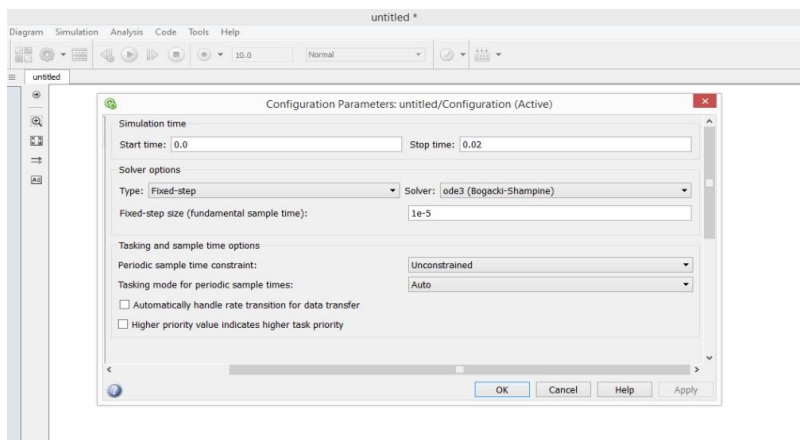 untitled *
Diagram Simulation Analysis Code Tools Help
10.0 Normal
untitled
Configuration Parameters: untitled/Configuration (Active)
Simulation time
Start time: 0.0 Stop time: 0.02
Solver options
Type: Fixed-step Solver: ode3 (Bogacki-Shampine)
Fixed-step size (fundamental sample time): 1e-5
Tasking and sample time options
Periodic sample time constraint: Unconstrained
Tasking mode for periodic sample times: Auto
Automatically handle rate transition for data transfer
Higher priority value indicates higher task priority
OK Cancel Help Apply